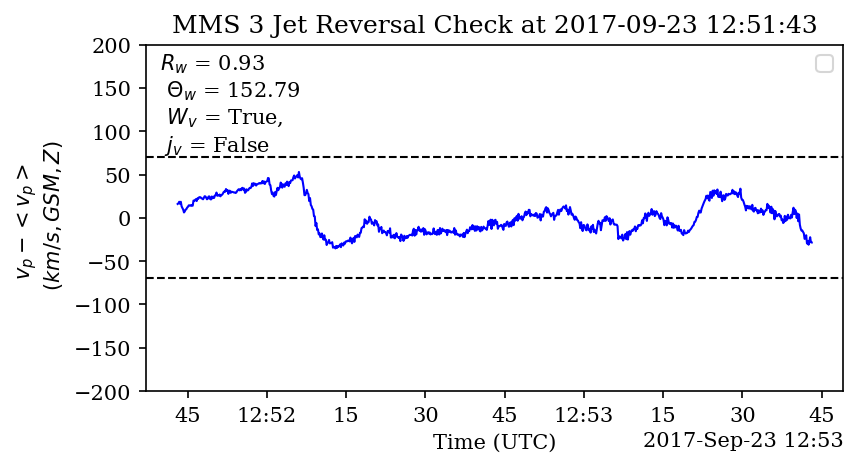 MMS 3 Jet Reversal Check at 2017-09-23 12:51:43
R_w = 0.93
Θ_w = 152.79
W_v = True,
j_v = False
v_p − < v_p >
(km/s, GSM, Z)
200
150
100
50
0
−50
−100
−150
−200
45 12:52 15 30 45 12:53 15 30 45
Time (UTC)
2017-Sep-23 12:53